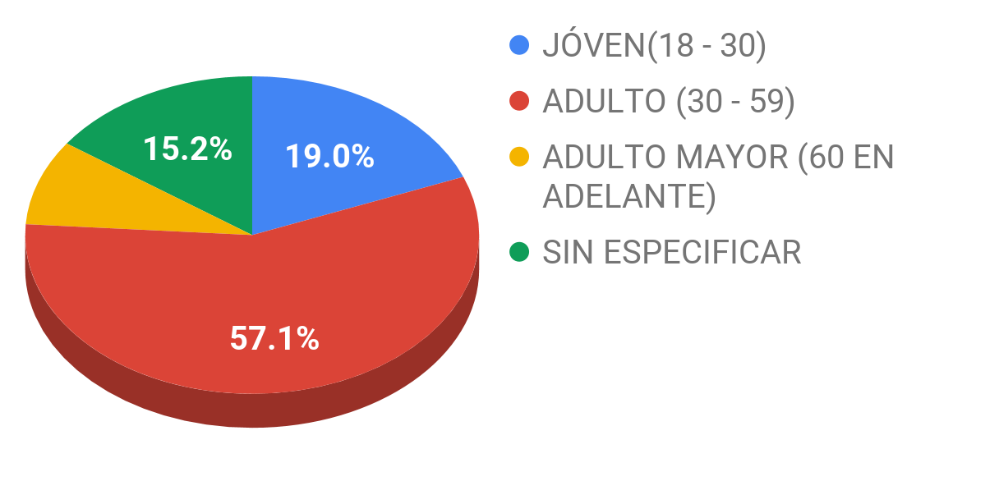 JÓVEN(18 - 30)
ADULTO (30 - 59)
ADULTO MAYOR (60 EN
ADELANTE)
SIN ESPECIFICAR
15.2%
19.0%
57.1%